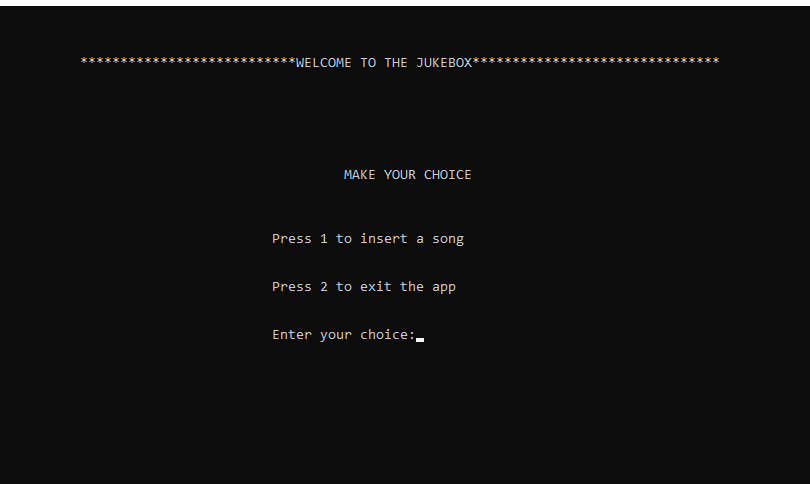 ***************************WELCOME TO THE JUKEBOX*******************************
MAKE YOUR CHOICE
Press 1 to insert a song
Press 2 to exit the app
Enter your choice: